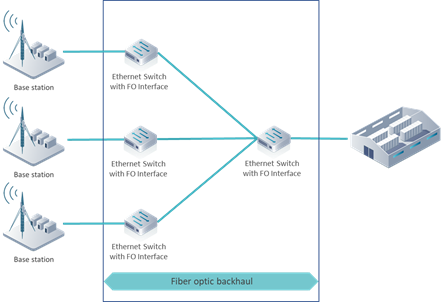 Base station
Ethernet Switch
with FO Interface
Base station
Ethernet Switch
with FO Interface
Ethernet Switch
with FO Interface
Base station
Ethernet Switch
with FO Interface
Fiber optic backhaul